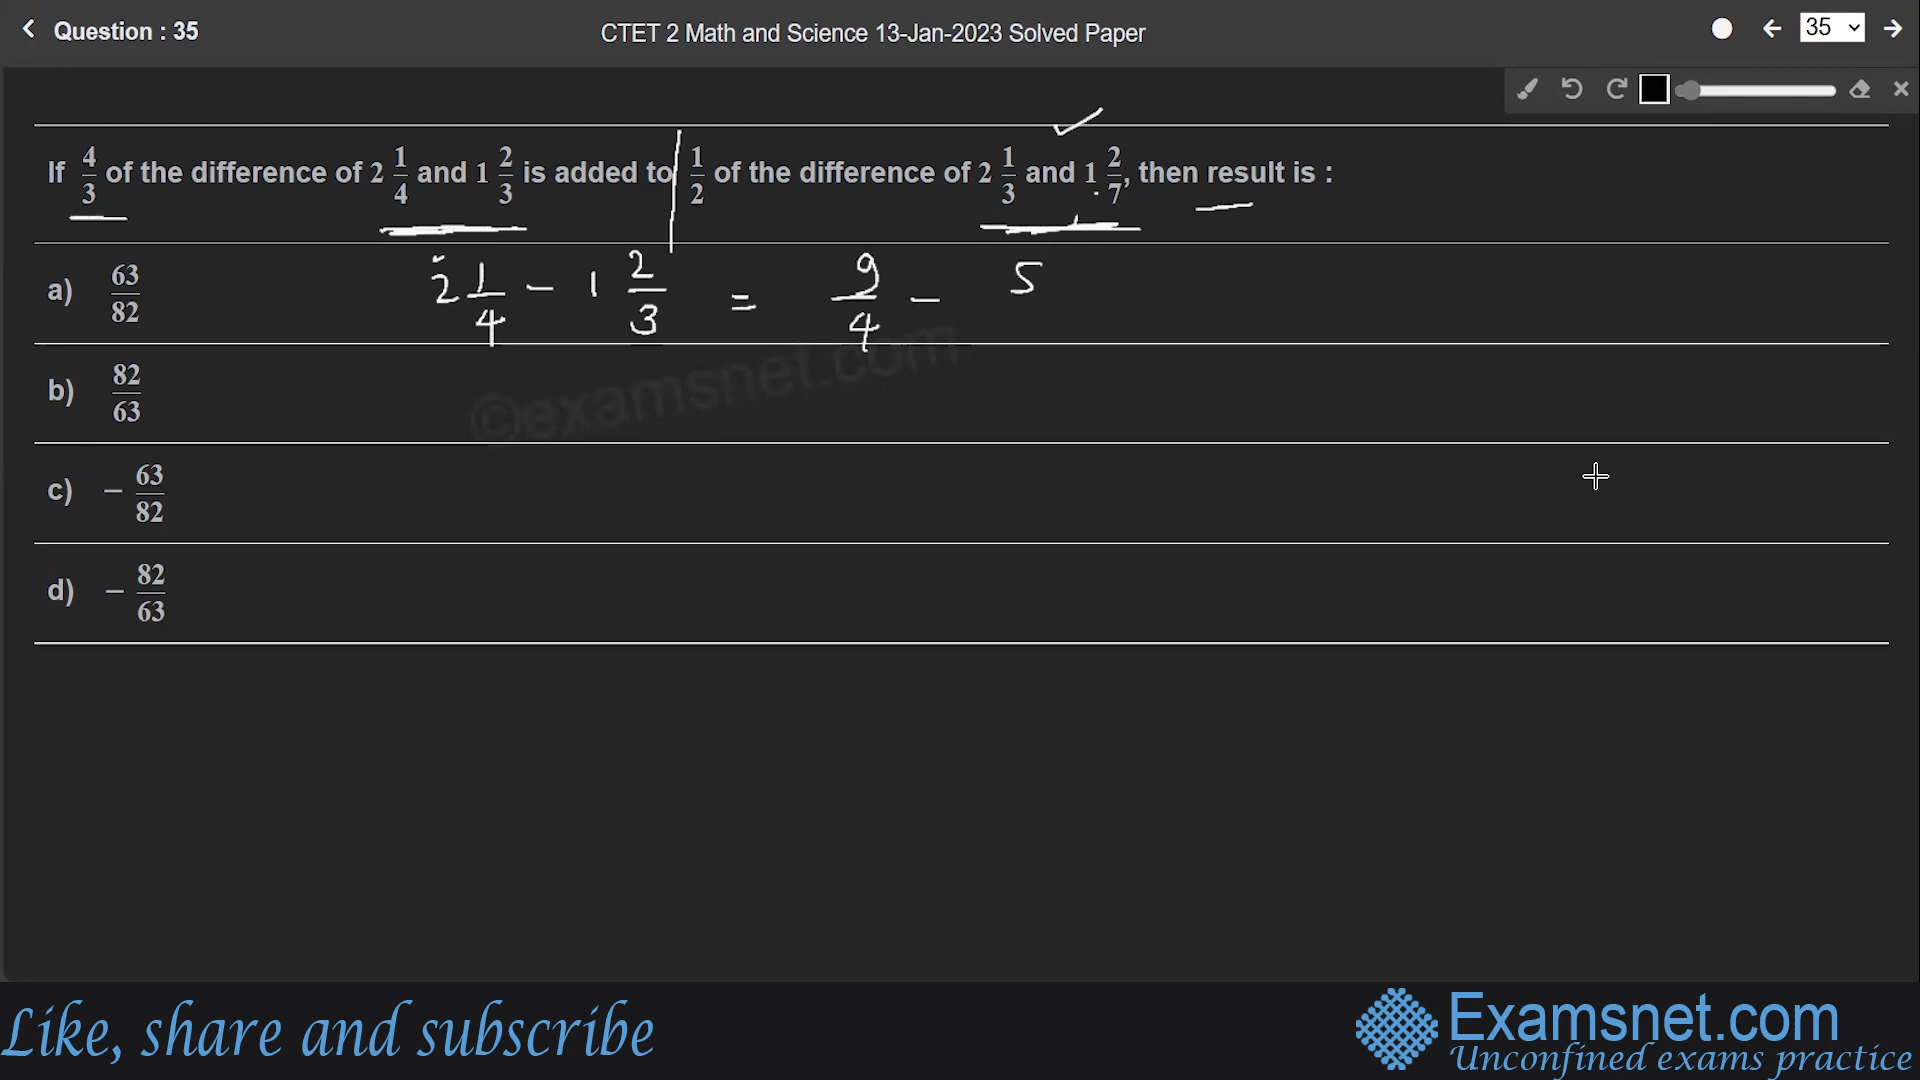 Question : 35
CTET 2 Math and Science 13-Jan-2023 Solved Paper
35
If 4/3 of the difference of 2 1/4 and 1 2/3 is added to 1/2 of the difference of 2 1/3 and 1 2/7, then result is :
a) 63/82
2 1/4 - 1 2/3 = 9/4 - 5
b) 82/63
©examsnet.com
c) - 63/82
d) - 82/63
Like, share and subscribe
Examsnet.com
Unconfined exams practice